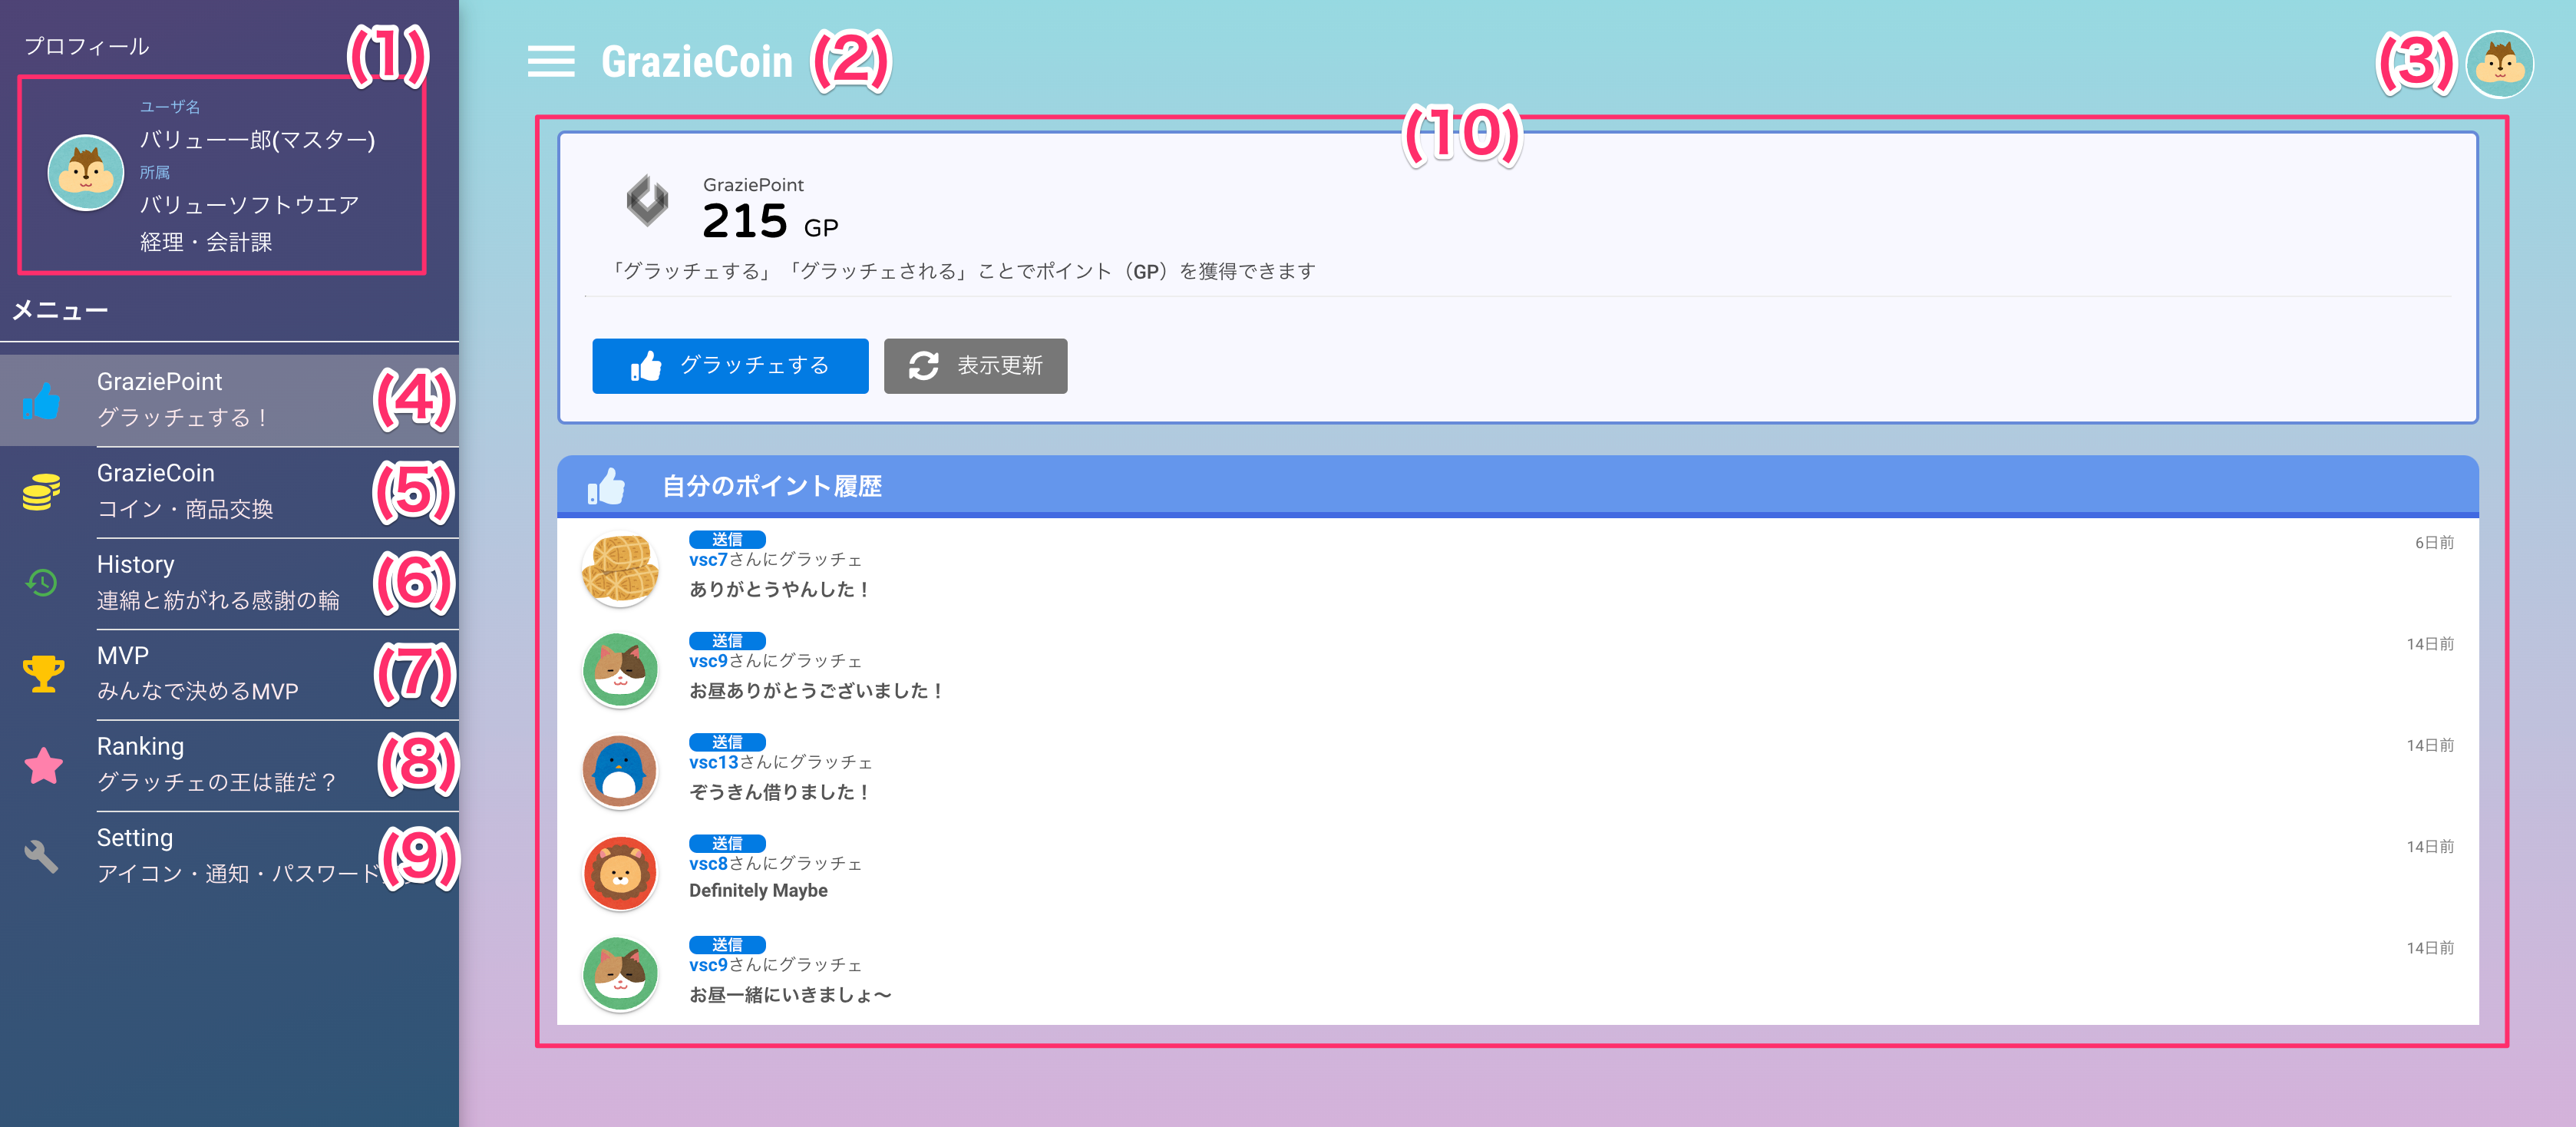 プロフィール
(1)
ユーザ名
バリュー一郎(マスター)
所属
バリューソフトウエア
経理・会計課
メニュー
GraziePoint
グラッチェする！
(4)
GrazieCoin
コイン・商品交換
(5)
History
連綿と紡がれる感謝の輪
(6)
MVP
みんなで決めるMVP
(7)
Ranking
グラッチェの王は誰だ？
(8)
Setting
アイコン・通知・パスワード
(9)
GrazieCoin
(2)
(3)
(10)
GraziePoint
215 GP
「グラッチェする」「グラッチェされる」ことでポイント（GP）を獲得できます
グラッチェする
表示更新
自分のポイント履歴
送信
vsc7さんにグラッチェ
ありがとうやんした！
6日前
送信
vsc9さんにグラッチェ
お昼ありがとうございました！
14日前
送信
vsc13さんにグラッチェ
ぞうきん借りました！
14日前
送信
vsc8さんにグラッチェ
Definitely Maybe
14日前
送信
vsc9さんにグラッチェ
お昼一緒にいきましょ〜
14日前